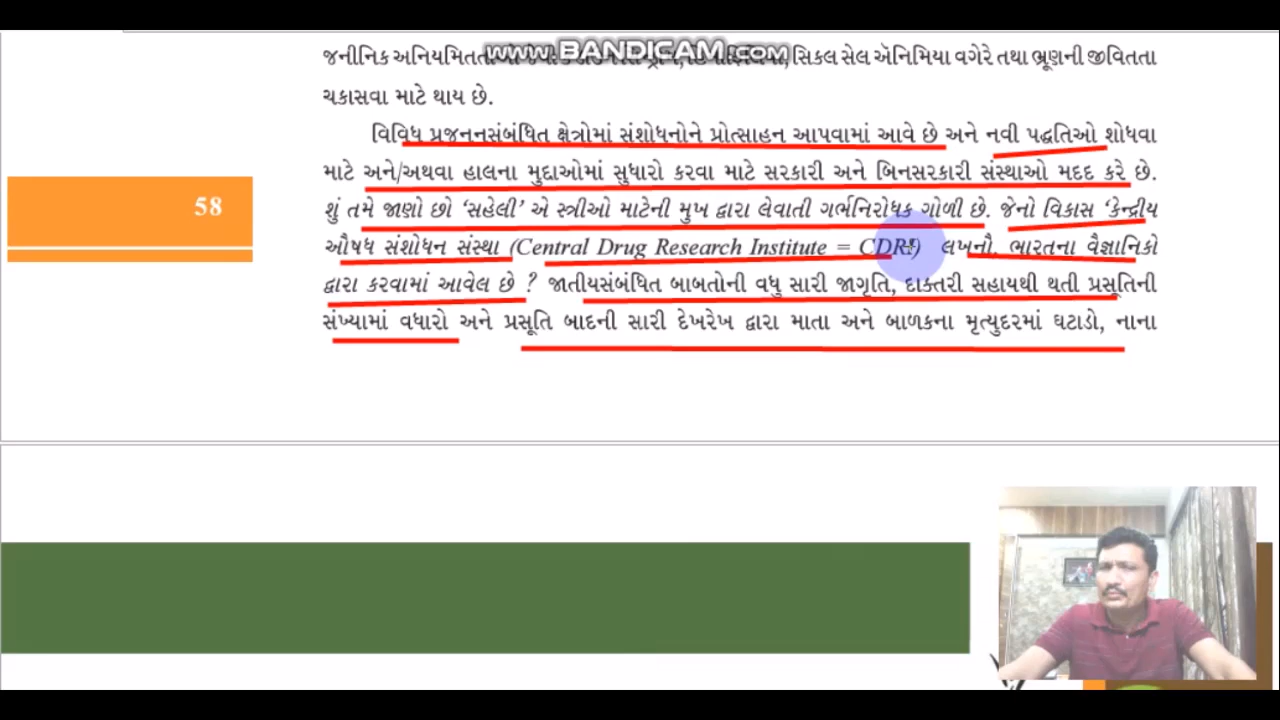 www.BANDICAM.com
જનીનિક અનિયમિતતાઓ સિકલ સેલ ઍનિમિયા વગેરે તથા ભ્રૂણની જીવિતતા
ચકાસવા માટે થાય છે.
વિવિધ પ્રજનનસંબંધિત ક્ષેત્રોમાં સંશોધનોને પ્રોત્સાહન આપવામાં આવે છે અને નવી પદ્ધતિઓ શોધવા
માટે અને/અથવા હાલના મુદ્દાઓમાં સુધારો કરવા માટે સરકારી અને બિનસરકારી સંસ્થાઓ મદદ કરે છે.
58
શું તમે જાણો છો ‘સહેલી’ એ સ્ત્રીઓ માટેની મુખ દ્વારા લેવાતી ગર્ભનિરોધક ગોળી છે. જેનો વિકાસ ‘કેન્દ્રીય
ઔષધ સંશોધન સંસ્થા (Central Drug Research Institute = CDRI) લખનૌ, ભારતના વૈજ્ઞાનિકો
દ્વારા કરવામાં આવેલ છે ? જાતીયસંબંધિત બાબતોની વધુ સારી જાગૃતિ, દાક્તરી સહાયથી થતી પ્રસૂતિની
સંખ્યામાં વધારો અને પ્રસૂતિ બાદની સારી દેખરેખ દ્વારા માતા અને બાળકના મૃત્યુદરમાં ઘટાડો, નાના